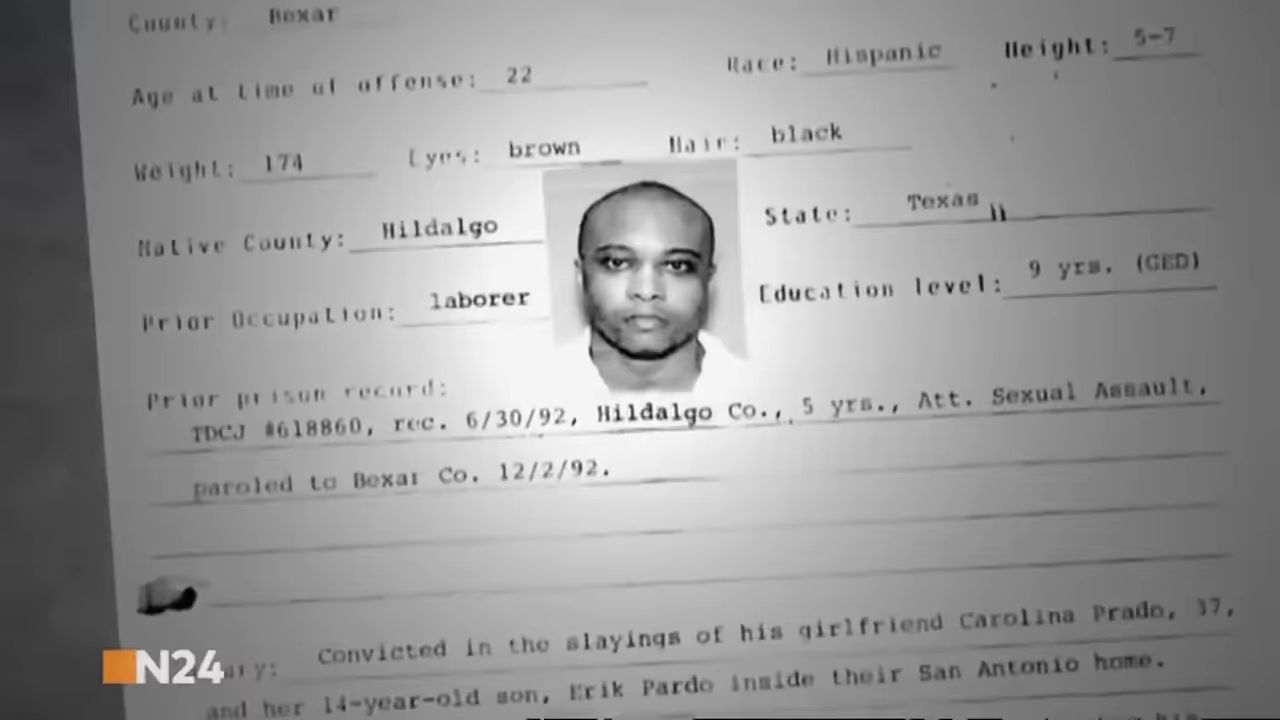 County: Bexar
Age at time of offense: 22 Race: Hispanic Height: 5-7
Weight: 174 Eyes: brown Hair: black
Native County: Hildalgo State: Texas
Prior Occupation: laborer Education level: 9 yrs. (GED)
Prior prison record:
TDCJ #618860, rec. 6/30/92, Hildalgo Co., 5 yrs., Att. Sexual Assault,
paroled to Bexar Co. 12/2/92.
Convicted in the slayings of his girlfriend Carolina Prado, 37,
and her 14-year-old son, Erik Pardo inside their San Antonio home.
N24